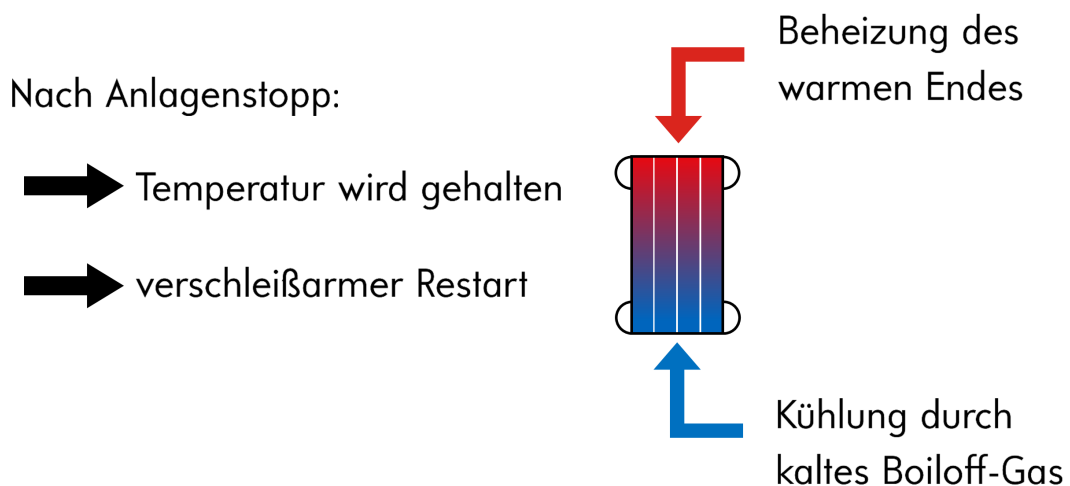 Nach Anlagenstopp:
Temperatur wird gehalten
verschleißarmer Restart
Beheizung des
warmen Endes
Kühlung durch
kaltes Boiloff-Gas